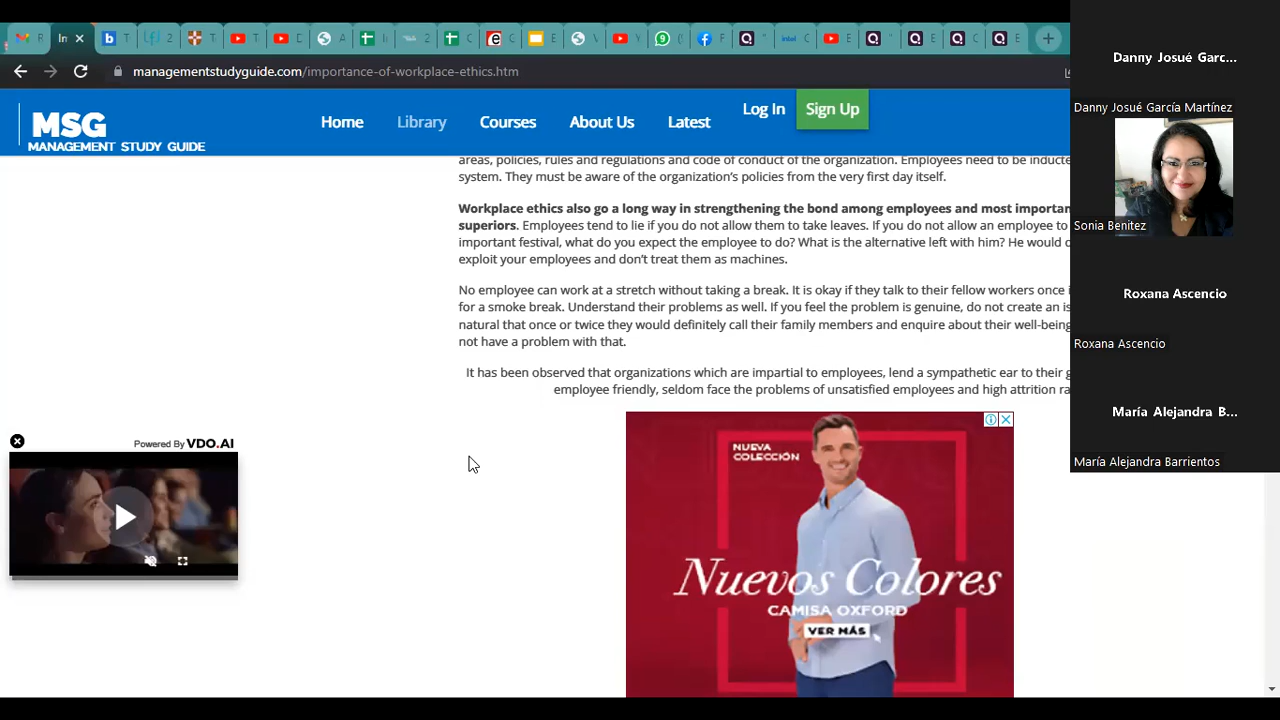 managementstudyguide.com/importance-of-workplace-ethics.htm
MSG
MANAGEMENT STUDY GUIDE
Home
Library
Courses
About Us
Latest
Log In
Sign Up
areas, policies, rules and regulations and code of conduct of the organization. Employees need to be inducte
system. They must be aware of the organization's policies from the very first day itself.
Workplace ethics also go a long way in strengthening the bond among employees and most importan
superiors. Employees tend to lie if you do not allow them to take leaves. If you do not allow an employee to
important festival, what do you expect the employee to do? What is the alternative left with him? He would
exploit your employees and don't treat them as machines.
No employee can work at a stretch without taking a break. It is okay if they talk to their fellow workers once
for a smoke break. Understand their problems as well. If you feel the problem is genuine, do not create an is
natural that once or twice they would definitely call their family members and enquire about their well-being
not have a problem with that.
It has been observed that organizations which are impartial to employees, lend a sympathetic ear to their g
employee friendly, seldom face the problems of unsatisfied employees and high attrition ra
Powered By VDO.AI
NUEVA
COLECCIÓN
Nuevos Colores
CAMISA OXFORD
VER MÁS
Danny Josué Garc...
Danny Josué García Martínez
Sonia Benitez
Roxana Ascencio
Roxana Ascencio
María Alejandra B...
María Alejandra Barrientos